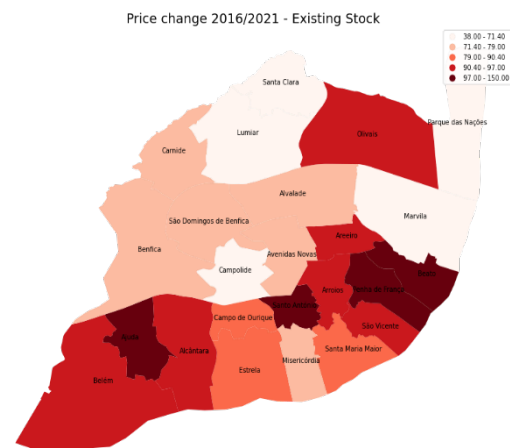 Price change 2016/2021 - Existing Stock
38.00 - 71.40
71.40 - 79.00
79.00 - 90.40
90.40 - 97.00
97.00 - 150.00
Santa Clara
Parque das Nações
Lumiar
Olivais
Carnide
Alvalade
São Domingos de Benfica
Marvila
Areeiro
Benfica
Avenidas Novas
Campolide
Beato
Arroios
Penha de França
Santo António
Campo de Ourique
São Vicente
Ajuda
Alcântara
Santa Maria Maior
Misericórdia
Estrela
Belém